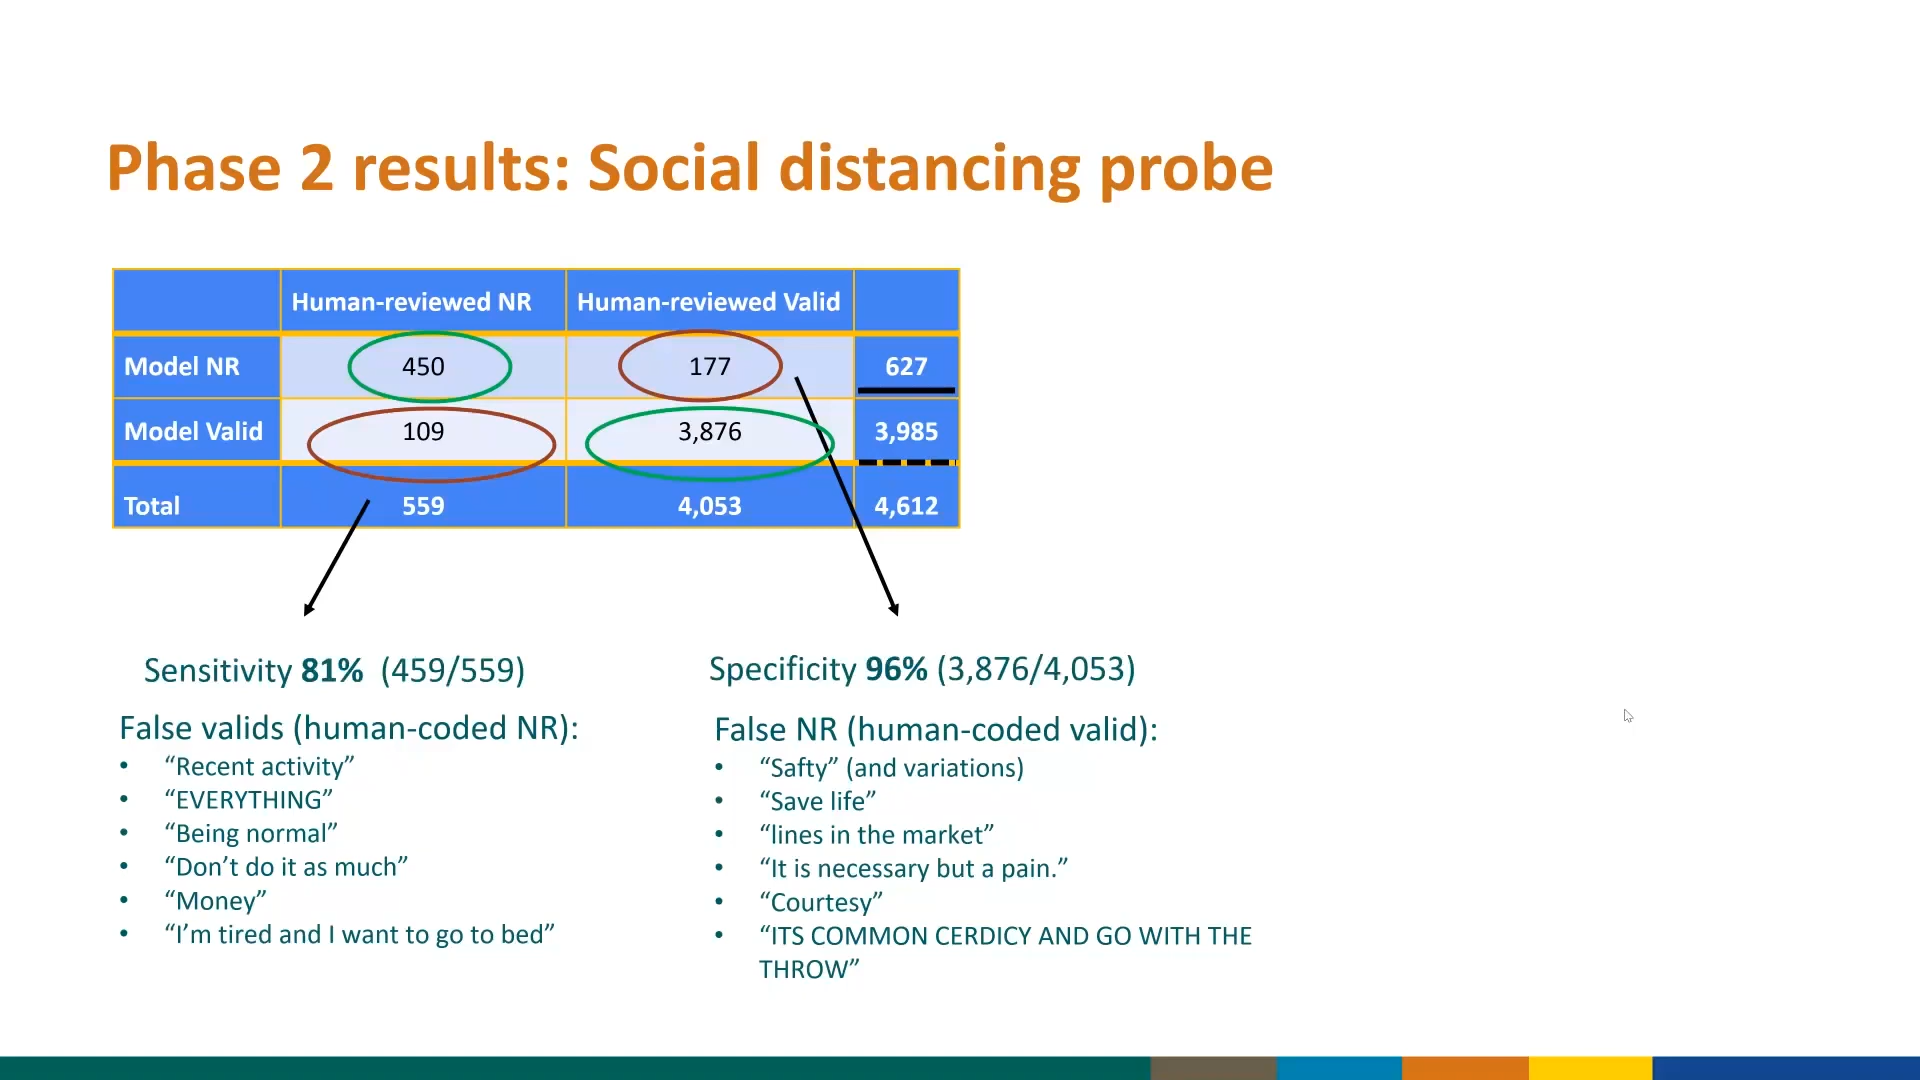 Phase 2 results: Social distancing probe
Human-reviewed NR Human-reviewed Valid
Model NR 450 177 627
Model Valid 109 3,876 3,985
Total 559 4,053 4,612
Sensitivity 81% (459/559)
False valids (human-coded NR):
• “Recent activity”
• “EVERYTHING”
• “Being normal”
• “Don’t do it as much”
• “Money”
• “I’m tired and I want to go to bed”
Specificity 96% (3,876/4,053)
False NR (human-coded valid):
• “Safty” (and variations)
• “Save life”
• “lines in the market”
• “It is necessary but a pain.”
• “Courtesy”
• “ITS COMMON CERDICY AND GO WITH THE
THROW”